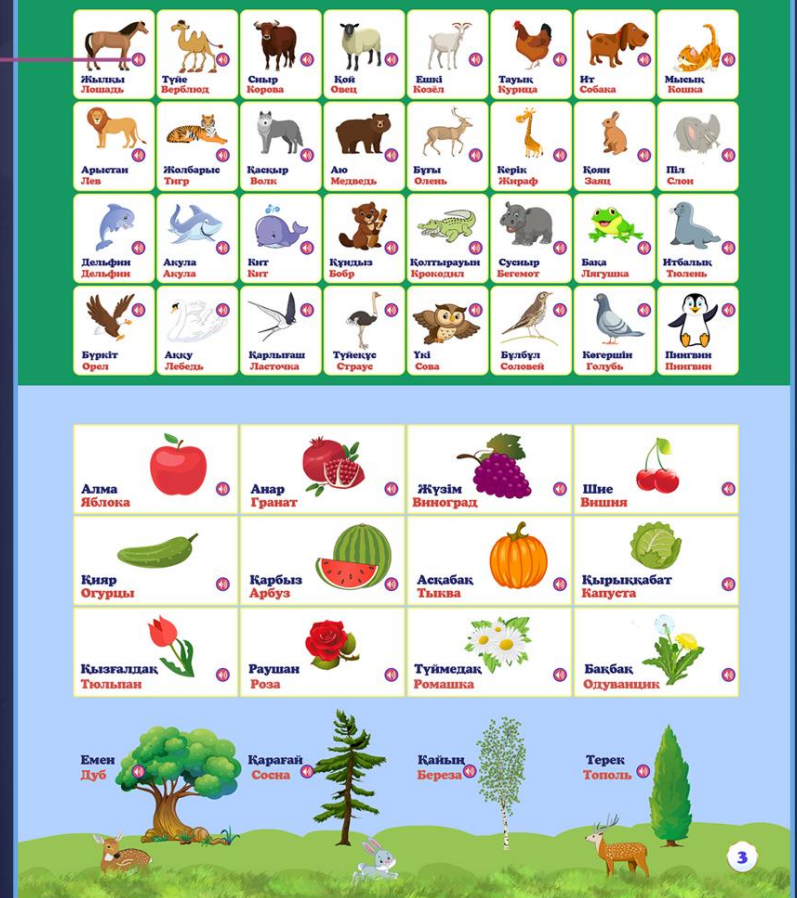 Жылқы
Лошадь
Түйе
Верблюд
Сиыр
Корова
Қой
Овец
Ешкі
Козёл
Тауық
Курица
Ит
Собака
Мысық
Кошка
Арыстан
Лев
Жолбарыс
Тигр
Қасқыр
Волк
Аю
Медведь
Бұғы
Олень
Керік
Жираф
Қоян
Заяц
Піл
Слон
Дельфин
Дельфин
Акула
Акула
Кит
Кит
Құндыз
Бобр
Қолтырауын
Крокодил
Сусиыр
Бегемот
Бақа
Лягушка
Итбалық
Тюлень
Бүркіт
Орел
Аққу
Лебедь
Қарлығаш
Ласточка
Түйеқұс
Страус
Үкі
Сова
Бұлбұл
Соловей
Көгершін
Голубь
Пингвин
Пингвин
Алма
Яблока
Анар
Гранат
Жүзім
Виноград
Шие
Вишня
Қияр
Огурцы
Қарбыз
Арбуз
Асқабақ
Тыква
Қырыққабат
Капуста
Қызғалдақ
Тюльпан
Раушан
Роза
Түймедақ
Ромашка
Бақбақ
Одуванцик
Емен
Дуб
Қарағай
Сосна
Қайың
Береза
Терек
Тополь
3